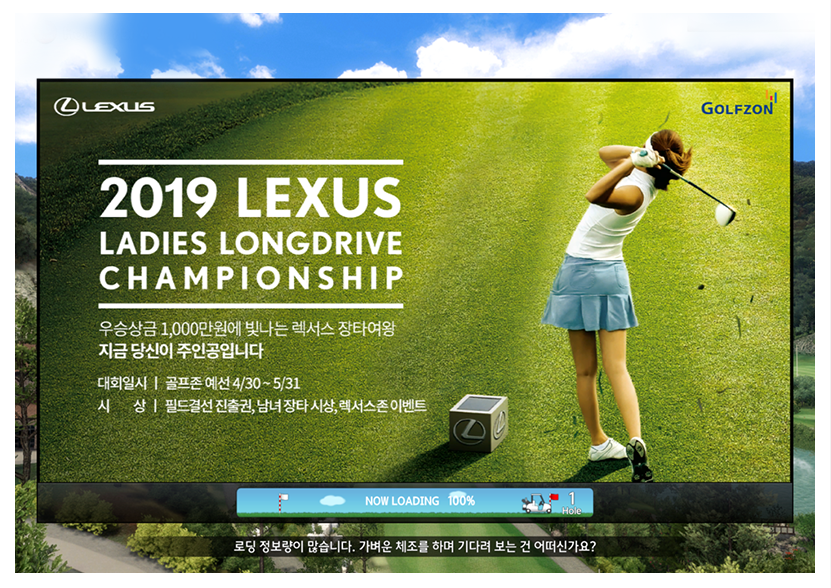 LEXUS
GOLFZON
2019 LEXUS
LADIES LONGDRIVE
CHAMPIONSHIP
우승상금 1,000만원에 빛나는 렉서스 장타여왕
지금 당신이 주인공입니다
대회일시 | 골프존 예선 4/30 ~ 5/31
시 상 | 필드결선 진출권, 남녀 장타 시상, 렉서스존 이벤트
NOW LOADING 100%
1
Hole
로딩 정보량이 많습니다. 가벼운 체조를 하며 기다려 보는 건 어떠신가요?